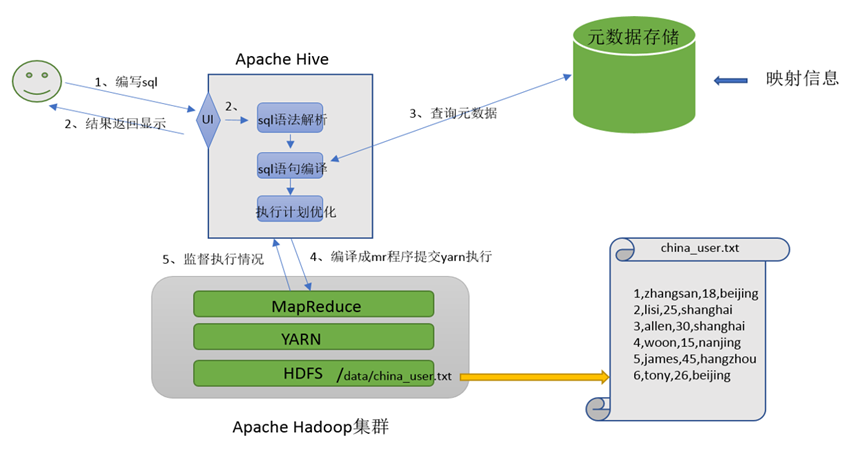 元数据存储
映射信息
Apache Hive
1、编写sql
2、结果返回显示
UI
2、
sql语法解析
sql语句编译
执行计划优化
3、查询元数据
5、监督执行情况
4、编译成mr程序提交yarn执行
MapReduce
YARN
HDFS /data/china_user.txt
Apache Hadoop集群
china_user.txt
1,zhangsan,18,beijing
2,lisi,25,shanghai
3,allen,30,shanghai
4,woon,15,nanjing
5,james,45,hangzhou
6,tony,26,beijing